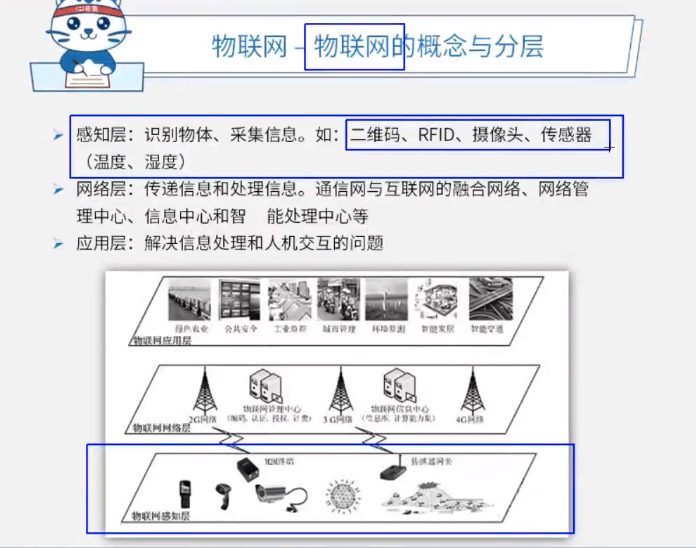 物联网 – 物联网的概念与分层
感知层：识别物体、采集信息。如：二维码、RFID、摄像头、传感器
（温度、湿度）
网络层：传递信息和处理信息。通信网与互联网的融合网络、网络管
理中心、信息中心和智 能处理中心等
应用层：解决信息处理和人机交互的问题
绿色农业 公共安全 工业监控 城市管理 环境监测 智能家居 智能交通
物联网应用层
物联网管理中心 物联网信息中心
2G网络 (编码、认证、授权、计费) 3G网络 (信息库、计算能力集) 4G网络
物联网网络层
M2M终端 传感器网关
物联网感知层